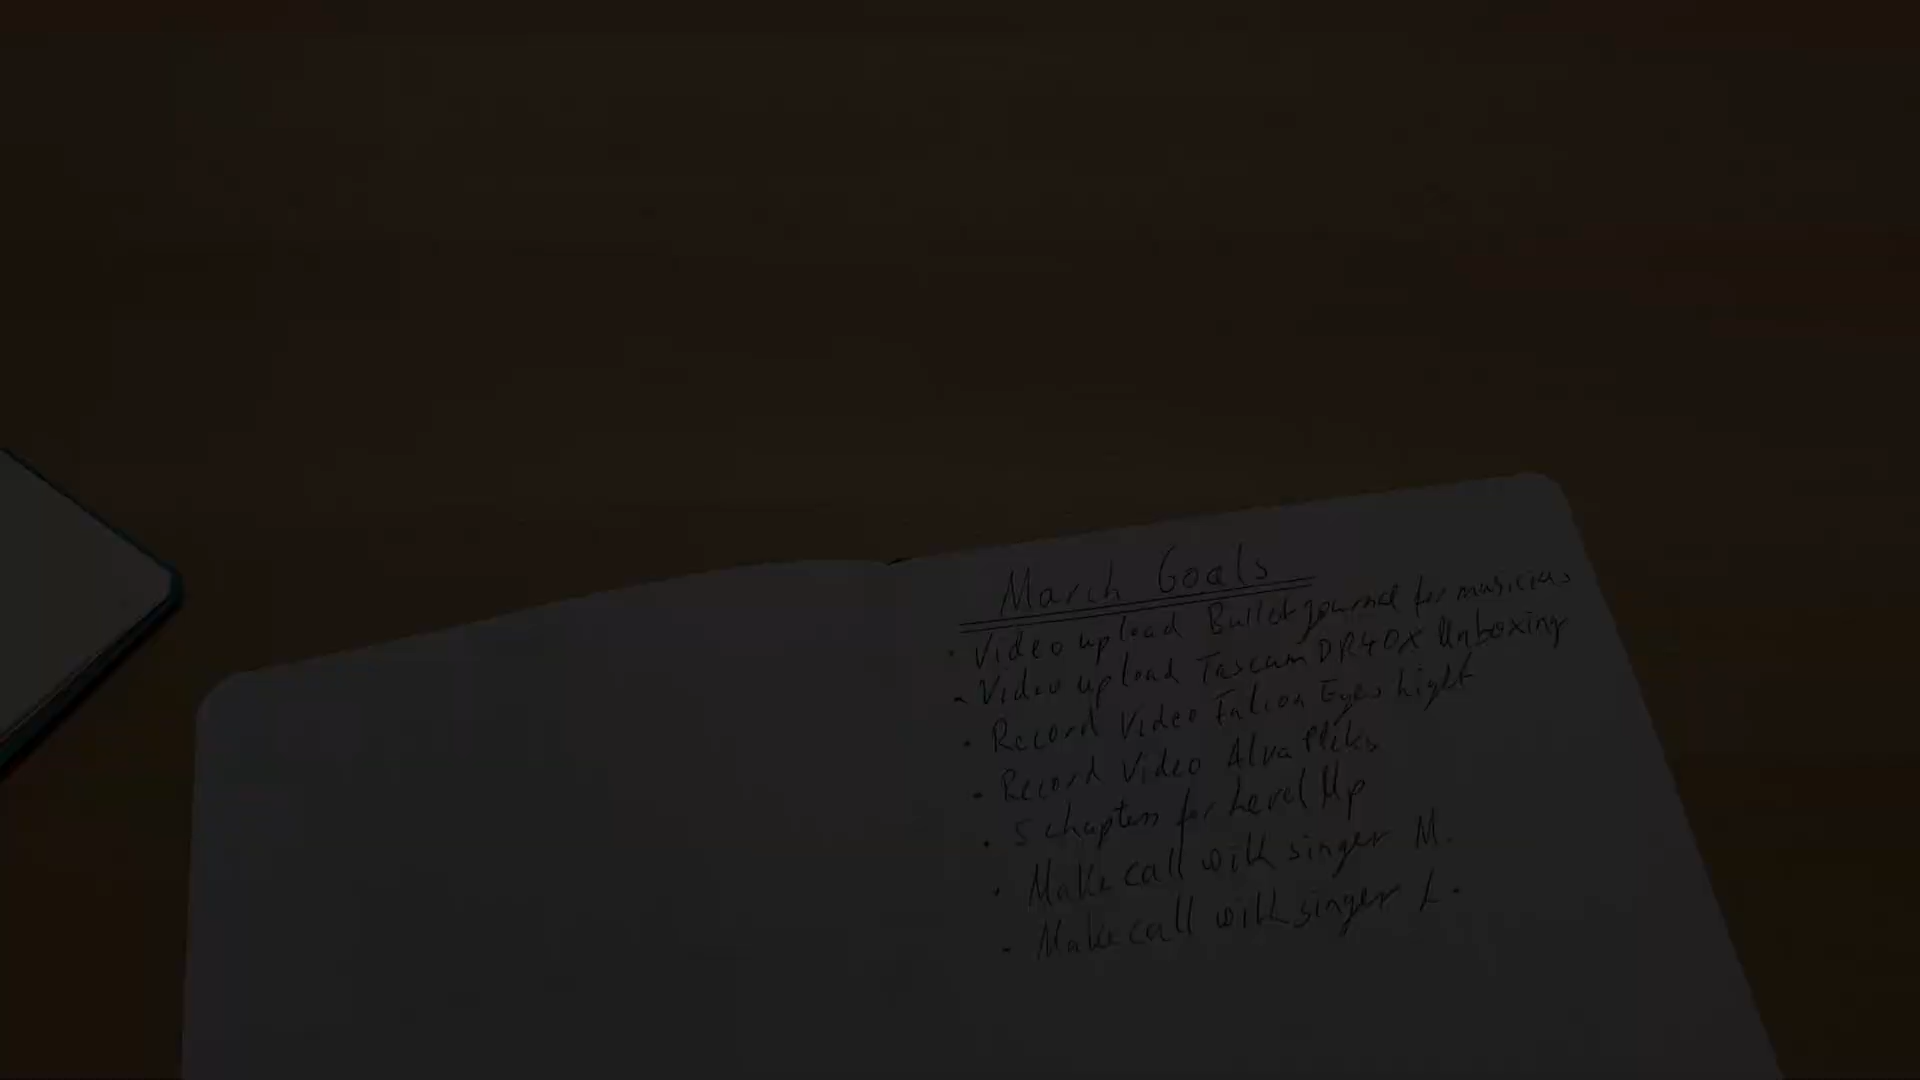 March Goals
· Video upload Bullet journal for musicians
- Video upload Tascam DR40X Unboxing
· Record Video Falcon Eyes Light
· Record Video Alva Picks
· 5 chapters for Level Up
· Make call with singer M.
- Make call with singer L.